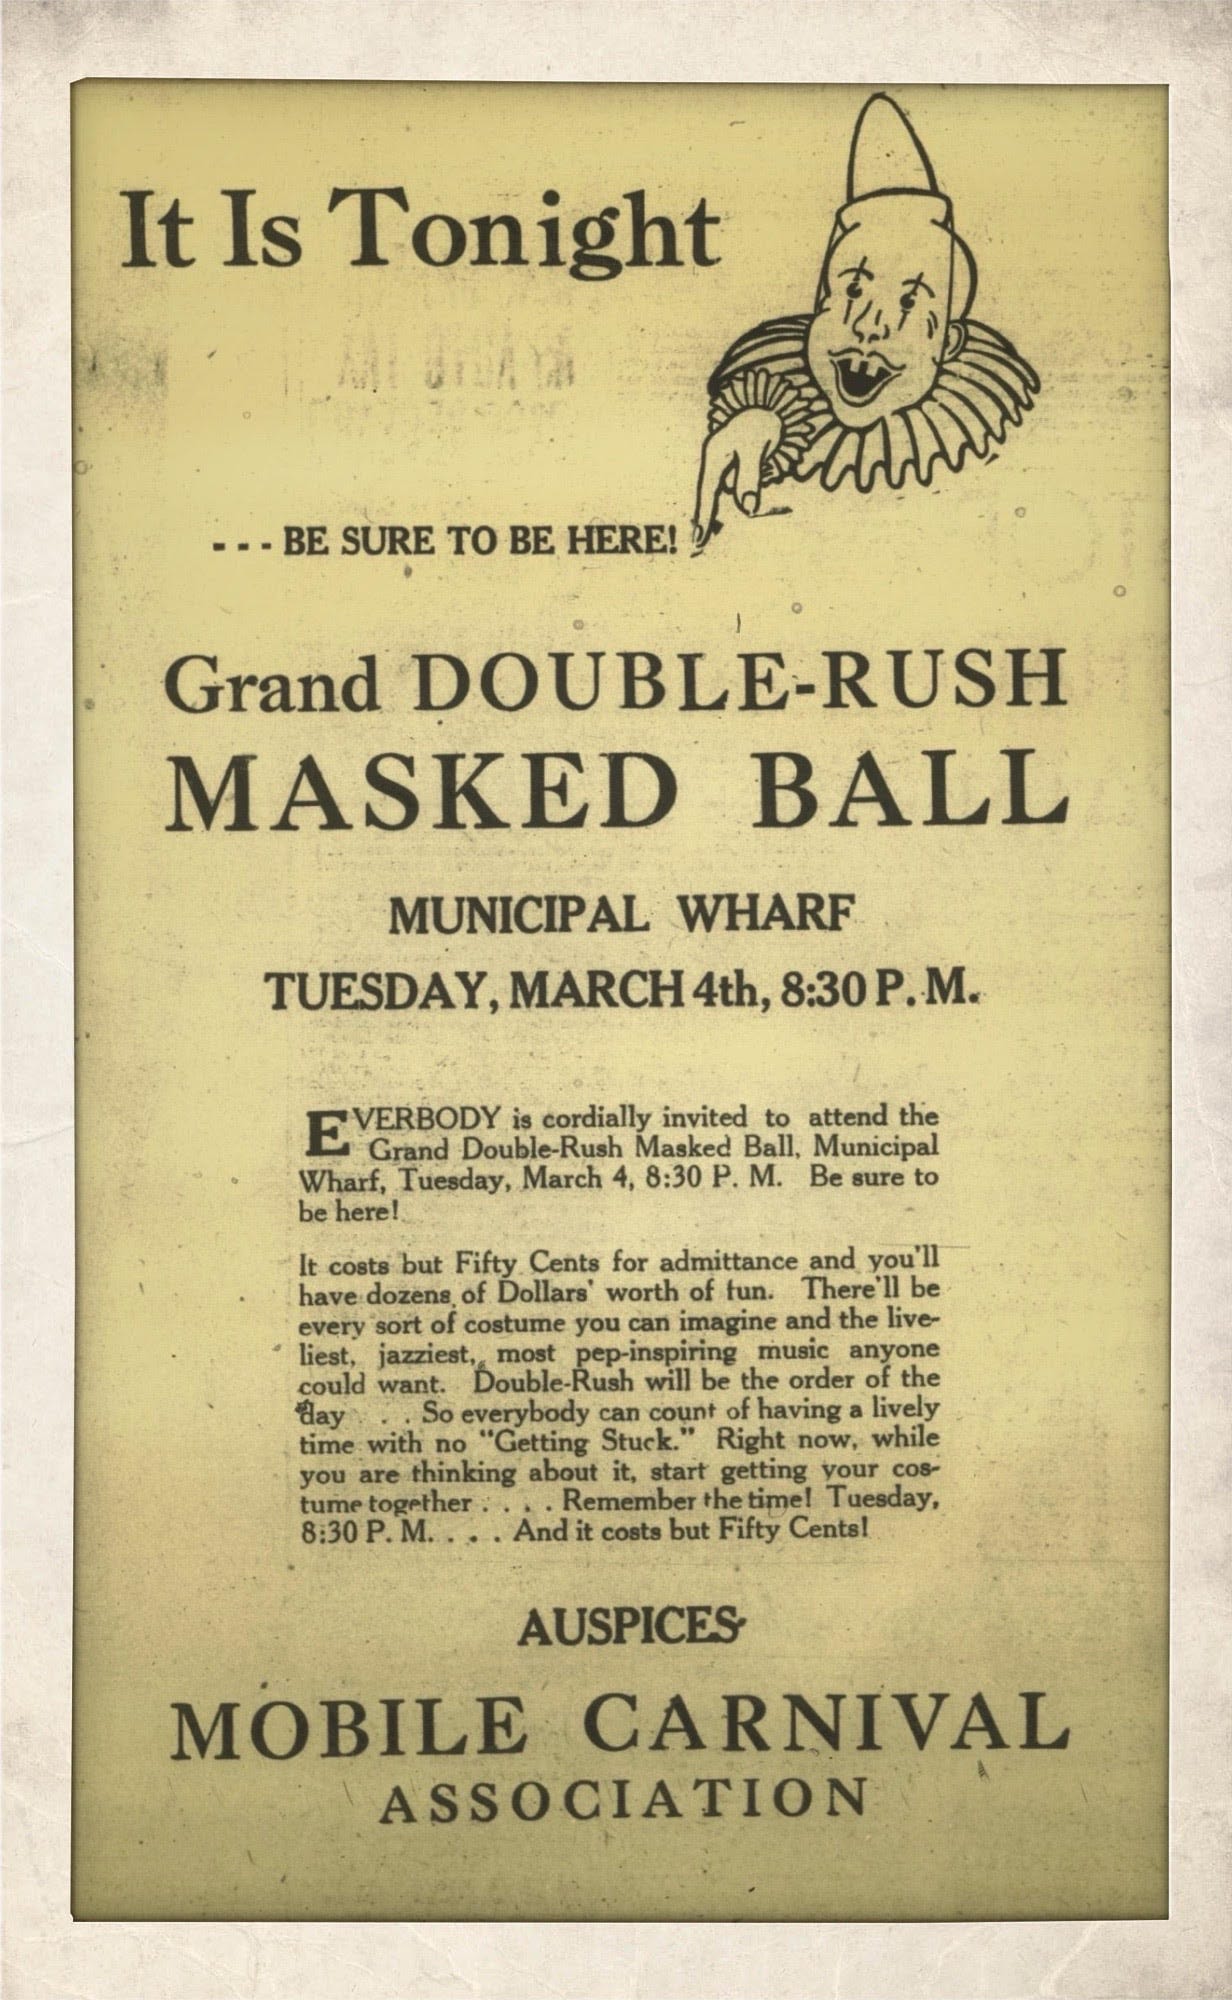 It Is Tonight
- - - BE SURE TO BE HERE!
Grand DOUBLE-RUSH
MASKED BALL
MUNICIPAL WHARF
TUESDAY, MARCH 4th, 8:30 P. M.
EVERBODY is cordially invited to attend the
Grand Double-Rush Masked Ball, Municipal
Wharf, Tuesday, March 4, 8:30 P. M. Be sure to
be here!
It costs but Fifty Cents for admittance and you'll
have dozens of Dollars' worth of fun. There'll be
every sort of costume you can imagine and the live-
liest, jazziest, most pep-inspiring music anyone
could want. Double-Rush will be the order of the
day . . . So everybody can count of having a lively
time with no "Getting Stuck." Right now, while
you are thinking about it, start getting your cos-
tume together . . . . Remember the time! Tuesday,
8:30 P. M. . . . And it costs but Fifty Cents!
AUSPICES
MOBILE CARNIVAL
ASSOCIATION